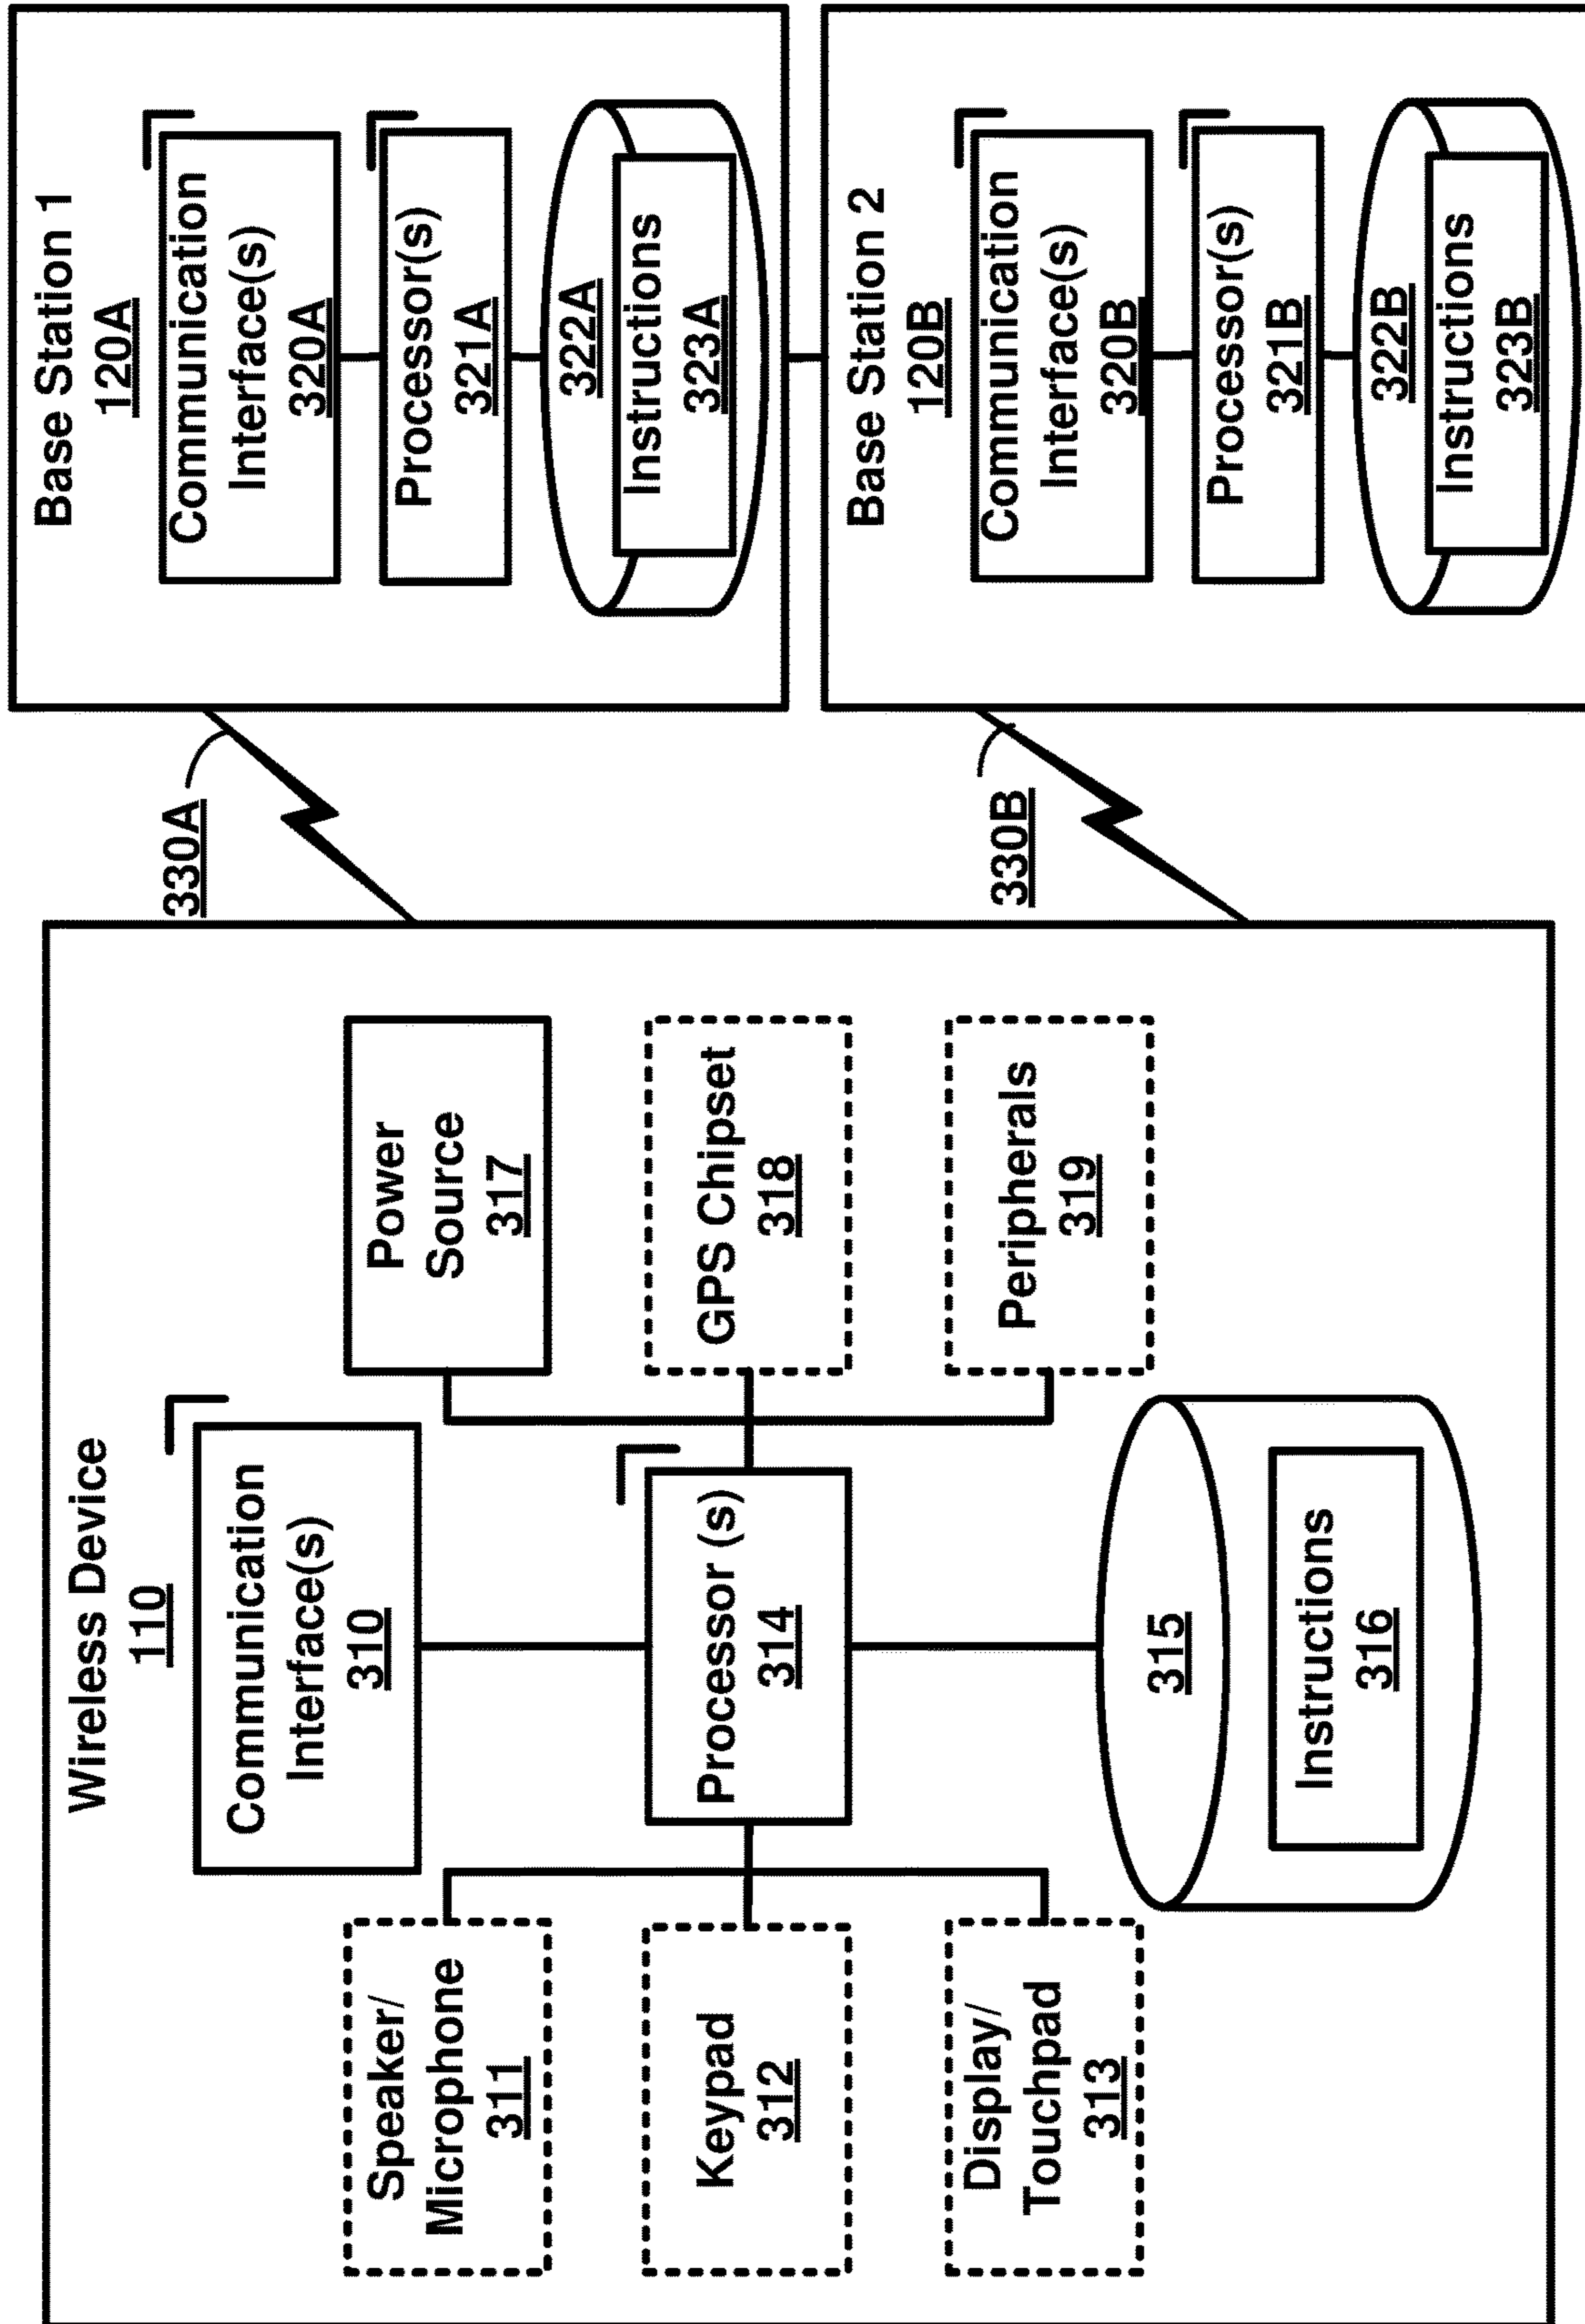 Wireless Device
110
Communication
Interface(s)
310
Speaker/
Microphone
311
Power
Source
317
Keypad
312
Processor (s)
314
GPS Chipset
318
Display/
Touchpad
313
Peripherals
319
315
Instructions
316
330A
330B
Base Station 1
120A
Communication
Interface(s)
320A
Processor(s)
321A
322A
Instructions
323A
Base Station 2
120B
Communication
Interface(s)
320B
Processor(s)
321B
322B
Instructions
323B